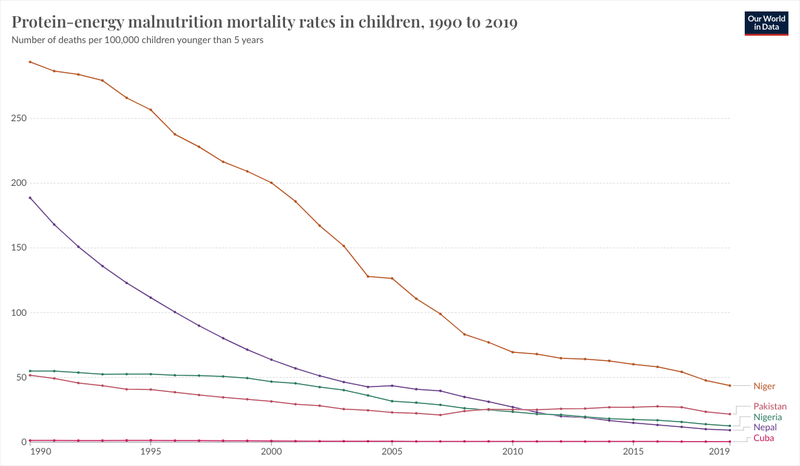 Protein-energy malnutrition mortality rates in children, 1990 to 2019
Our World
in Data
Number of deaths per 100,000 children younger than 5 years
250
200
150
100
50
0
Niger
Pakistan
Nigeria
Nepal
Cuba
1990 1995 2000 2005 2010 2015 2019